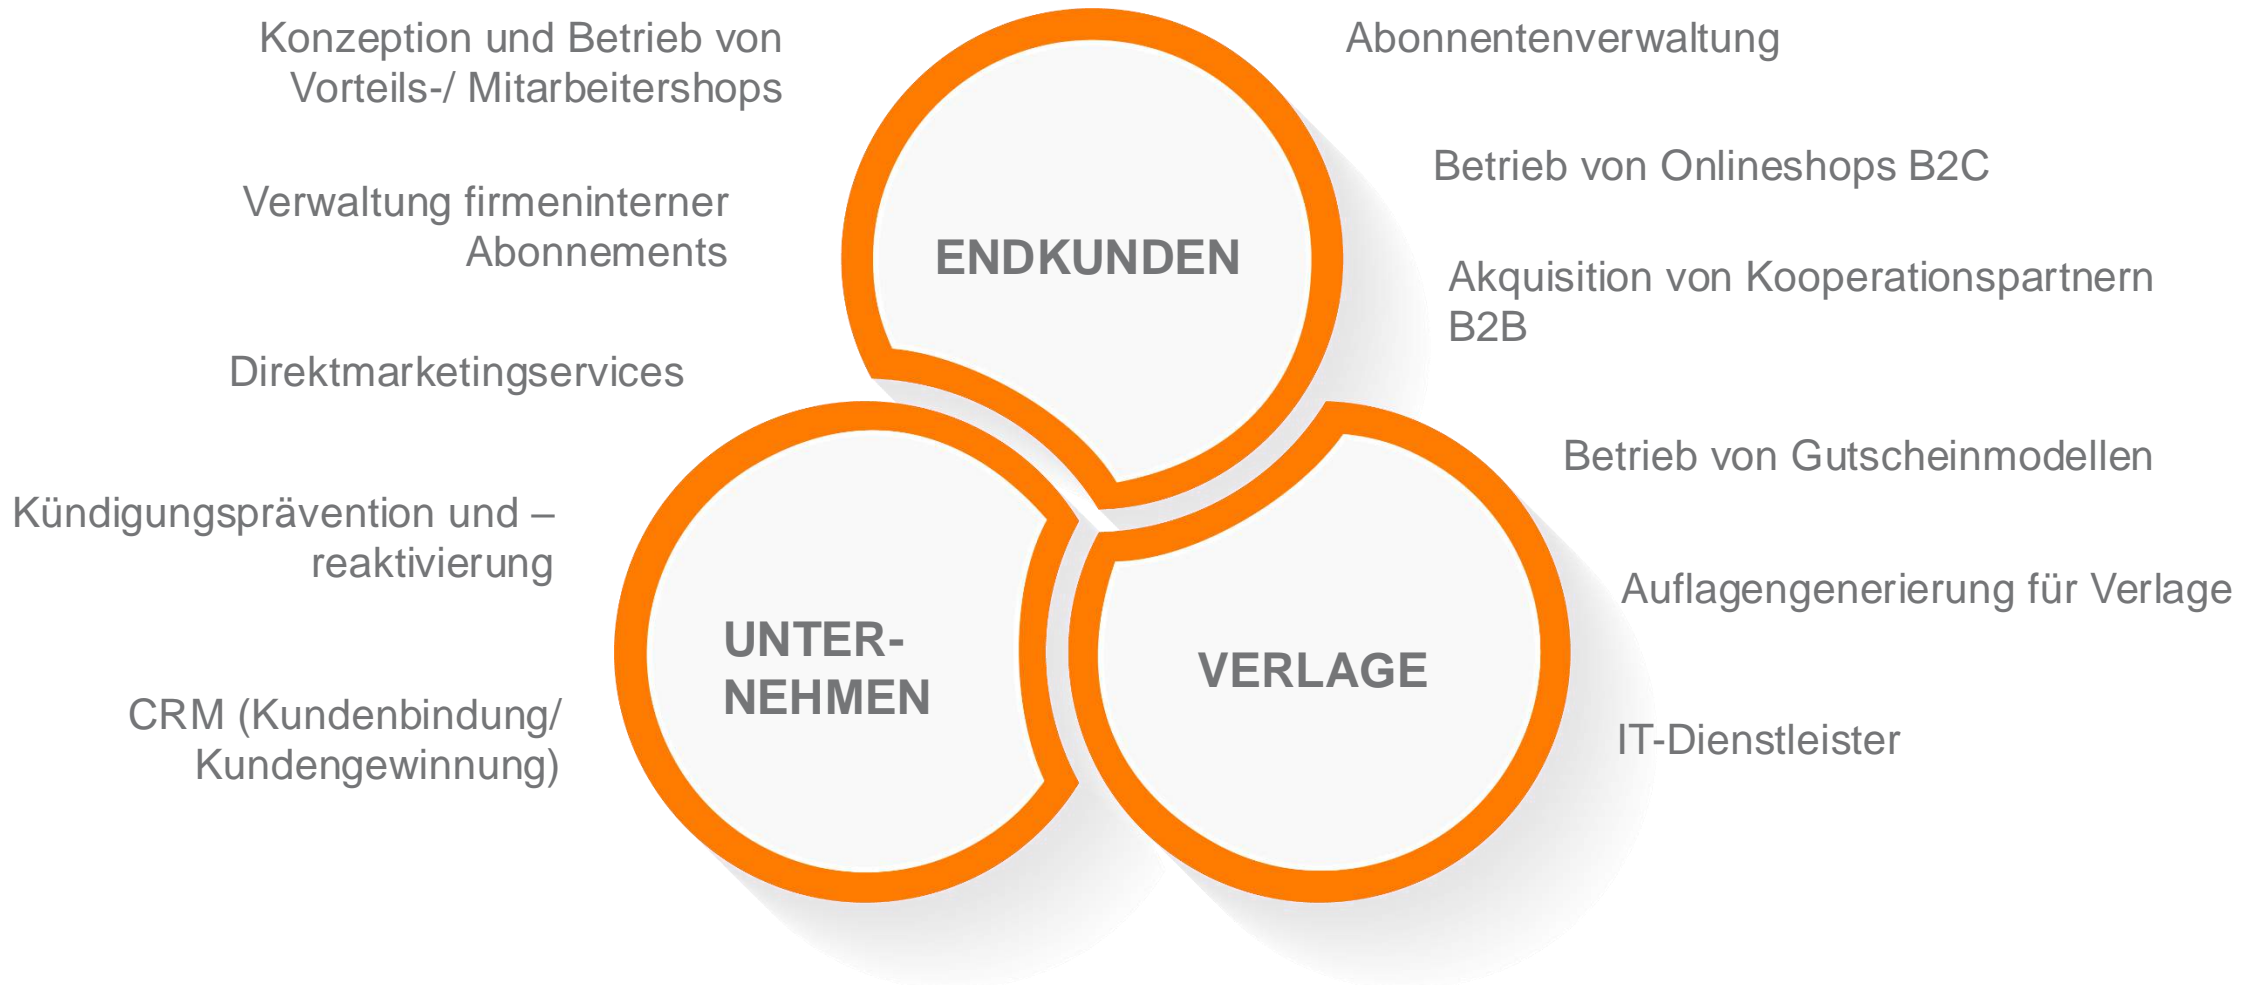 Konzeption und Betrieb von
Vorteils-/ Mitarbeitershops
Verwaltung firmeninterner
Abonnements
Direktmarketingservices
Kündigungsprävention und –
reaktivierung
CRM (Kundenbindung/
Kundengewinnung)
ENDKUNDEN
UNTER-
NEHMEN
VERLAGE
Abonnentenverwaltung
Betrieb von Onlineshops B2C
Akquisition von Kooperationspartnern
B2B
Betrieb von Gutscheinmodellen
Auflagengenerierung für Verlage
IT-Dienstleister